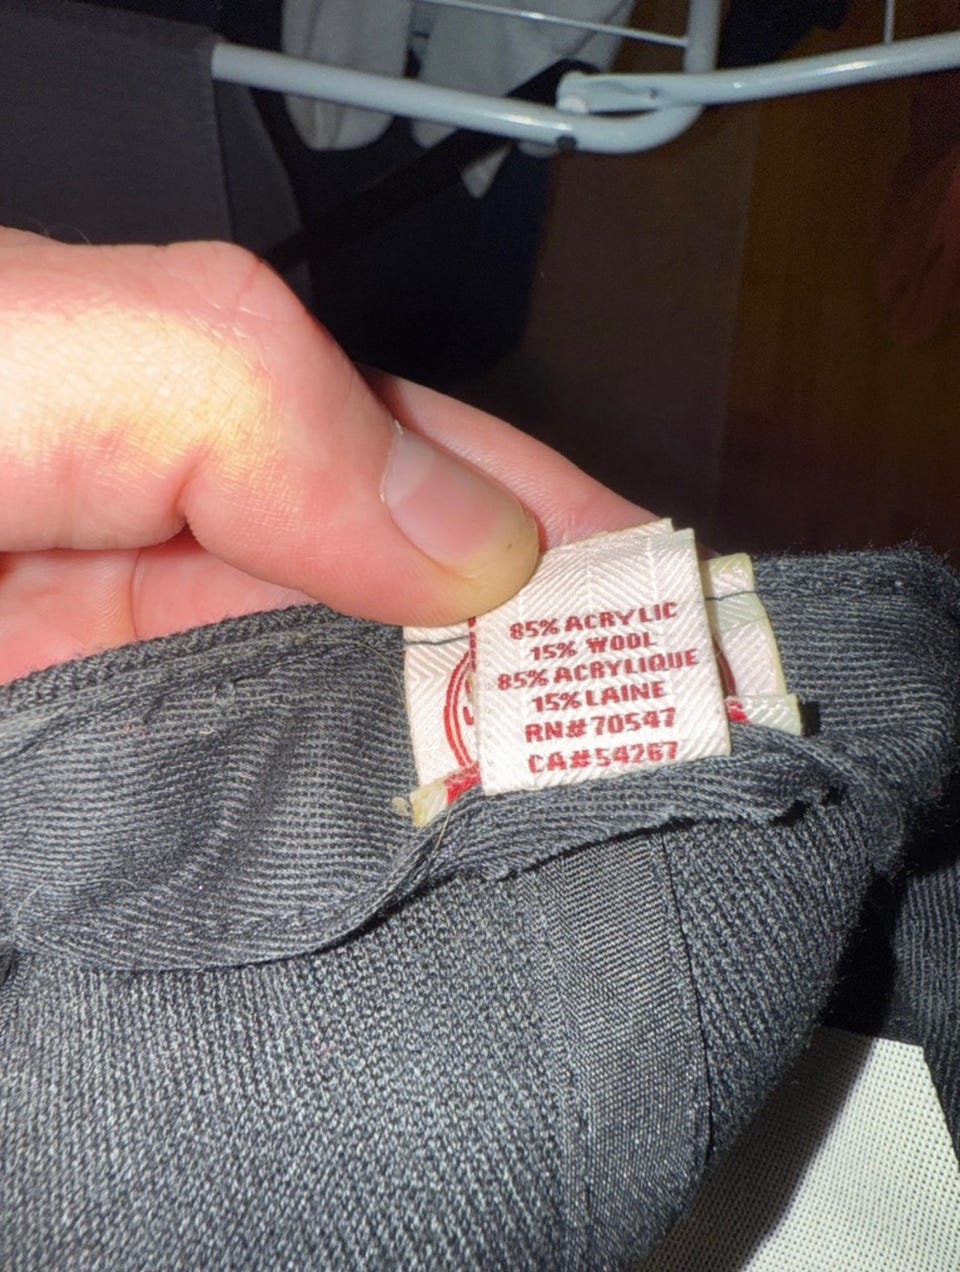 85% ACRYLIC
15% WOOL
85% ACRYLIQUE
15% LAINE
RN# 70547
CA# 54267